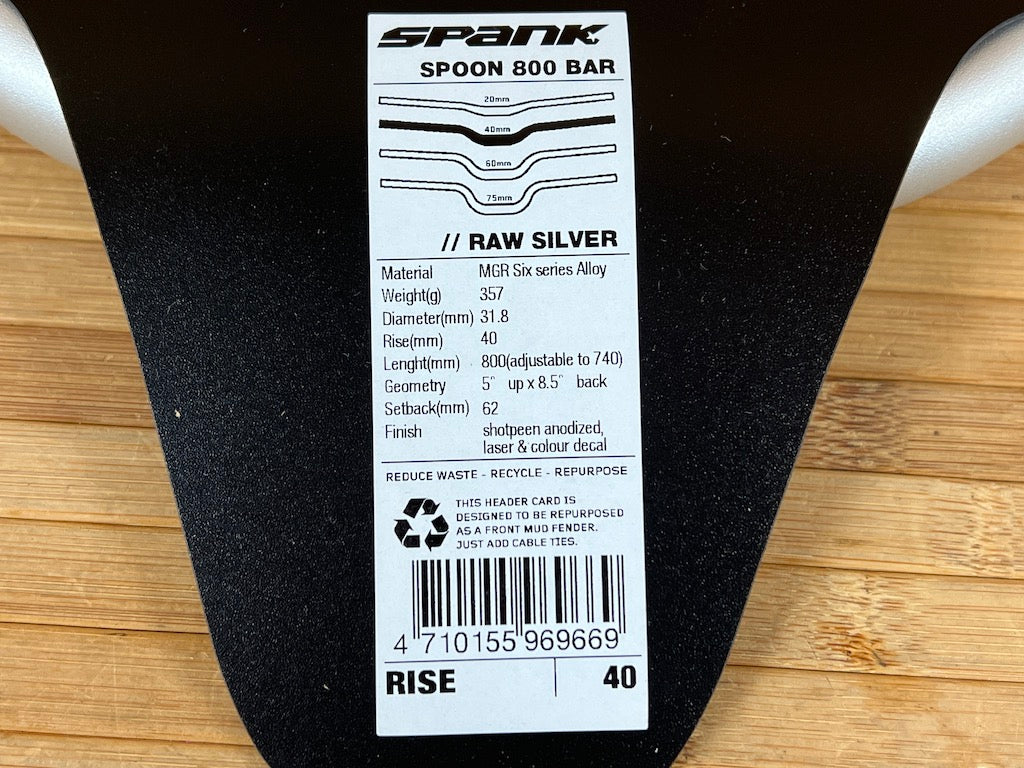 SPANK
SPOON 800 BAR
20mm
40mm
60mm
75mm
// RAW SILVER
Material MGR Six series Alloy
Weight(g) 357
Diameter(mm) 31.8
Rise(mm) 40
Lenght(mm) 800(adjustable to 740)
Geometry 5° up x 8.5° back
Setback(mm) 62
Finish shotpeen anodized,
laser & colour decal
REDUCE WASTE - RECYCLE - REPURPOSE
THIS HEADER CARD IS
DESIGNED TO BE REPURPOSED
AS A FRONT MUD FENDER.
JUST ADD CABLE TIES.
4 710155 969669
RISE 40